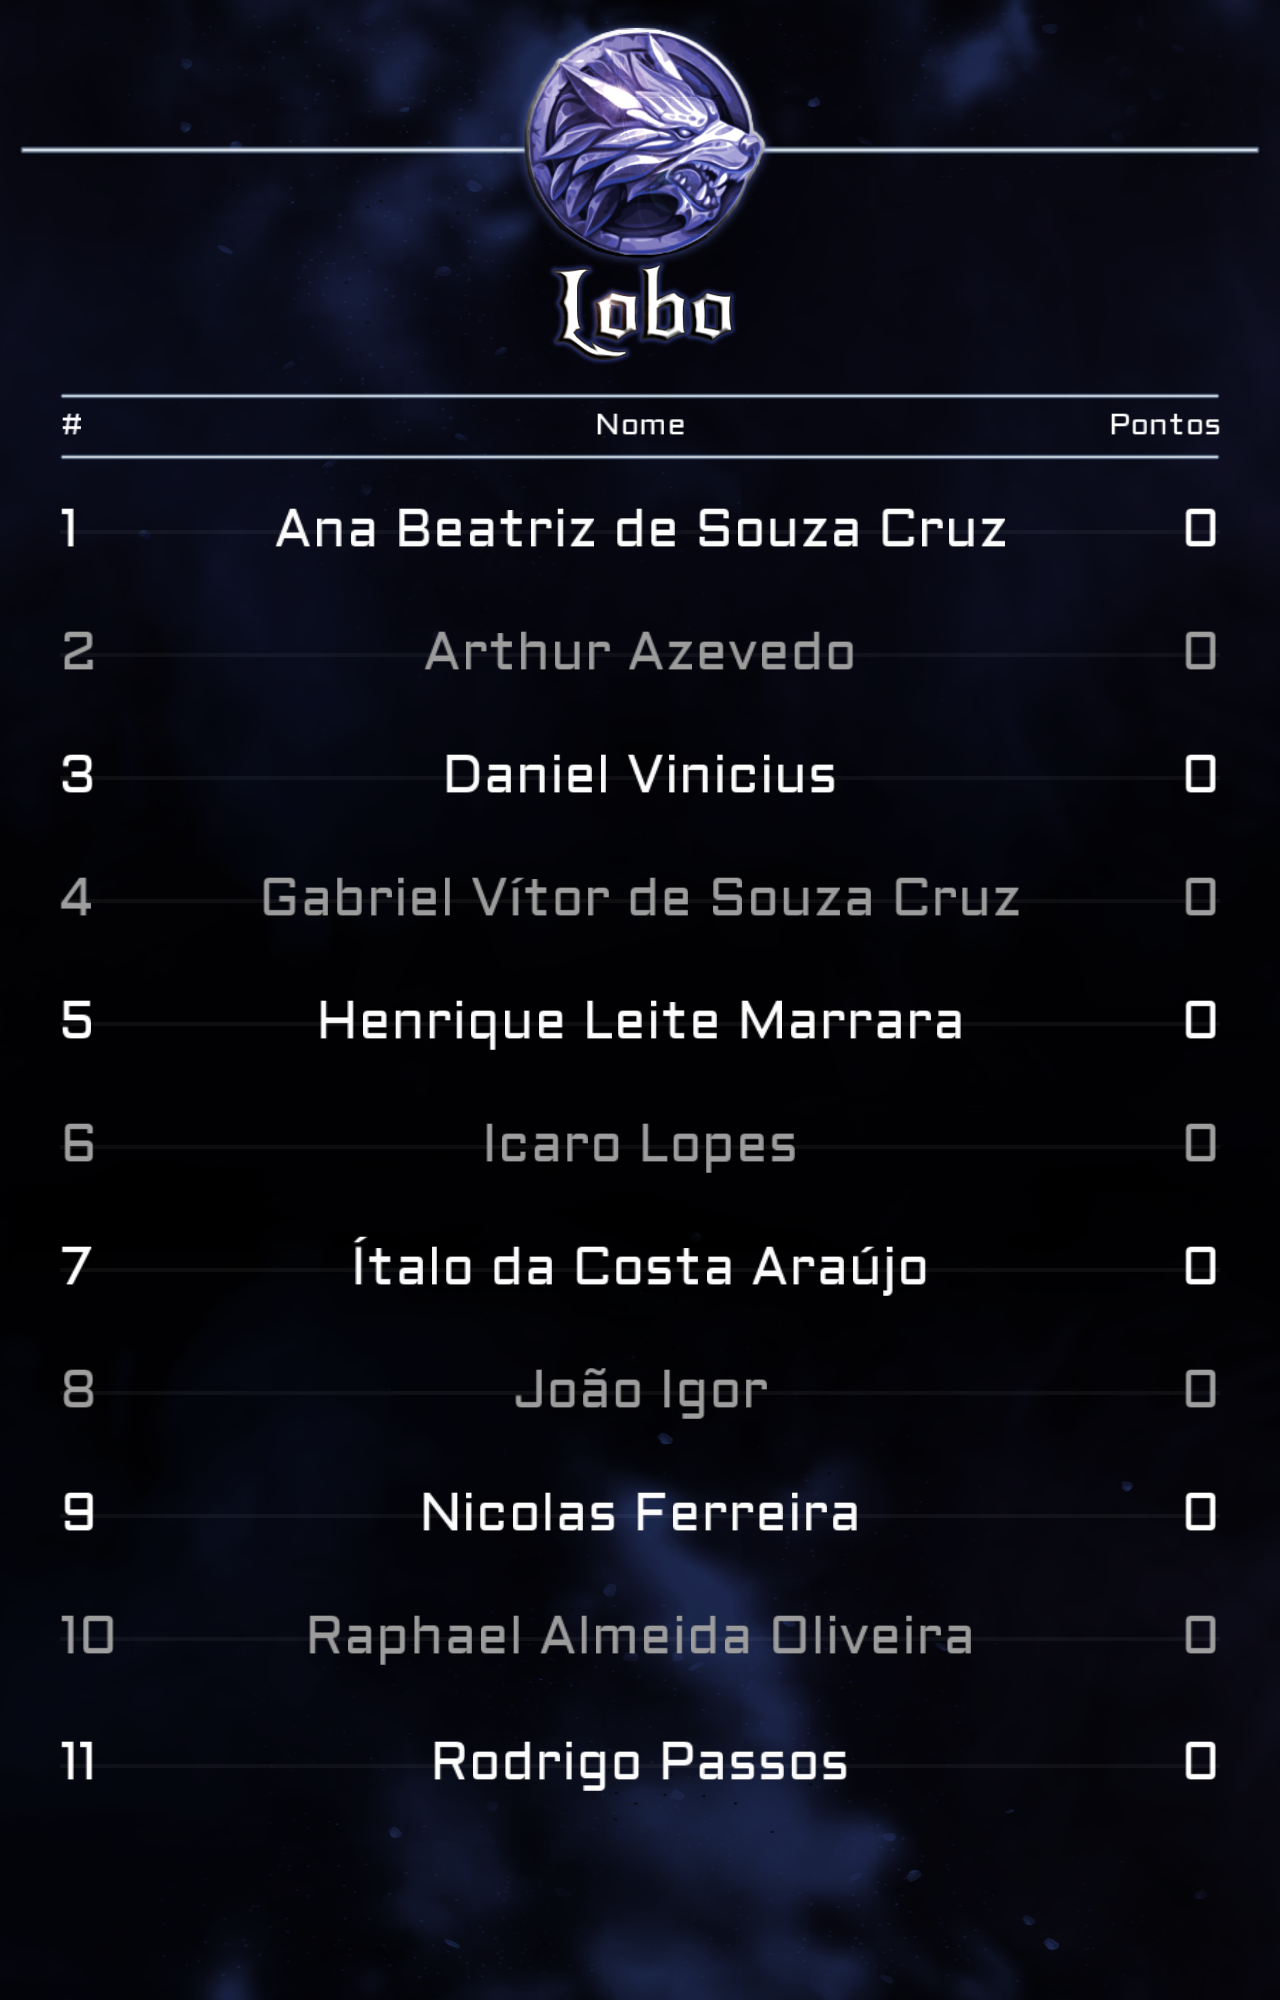 Lobo
# Nome Pontos
1 Ana Beatriz de Souza Cruz 0
2 Arthur Azevedo 0
3 Daniel Vinicius 0
4 Gabriel Vítor de Souza Cruz 0
5 Henrique Leite Marrara 0
6 Icaro Lopes 0
7 Ítalo da Costa Araújo 0
8 João Igor 0
9 Nicolas Ferreira 0
10 Raphael Almeida Oliveira 0
11 Rodrigo Passos 0